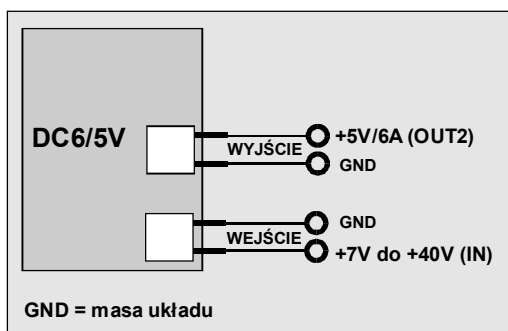 DC6/5V
+5V/6A (OUT2)
WYJŚCIE
GND
GND
WEJŚCIE
+7V do +40V (IN)
GND = masa układu